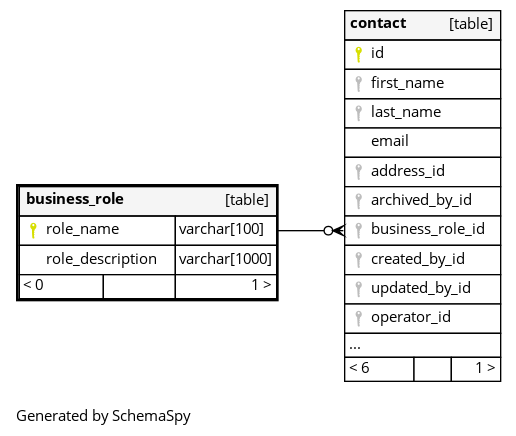 business_role [table]
role_name varchar[100]
role_description varchar[1000]
< 0 1 >
contact [table]
id
first_name
last_name
email
address_id
archived_by_id
business_role_id
created_by_id
updated_by_id
operator_id
...
< 6 1 >
Generated by SchemaSpy